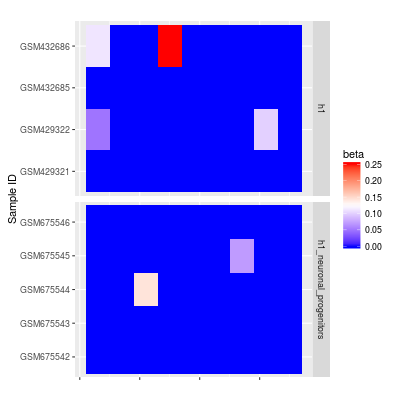 Sample ID
GSM432686
GSM432685
GSM429322
GSM429321
h1
GSM675546
GSM675545
GSM675544
GSM675543
GSM675542
h1_neuronal_progenitors
beta
0.25
0.20
0.15
0.10
0.05
0.00